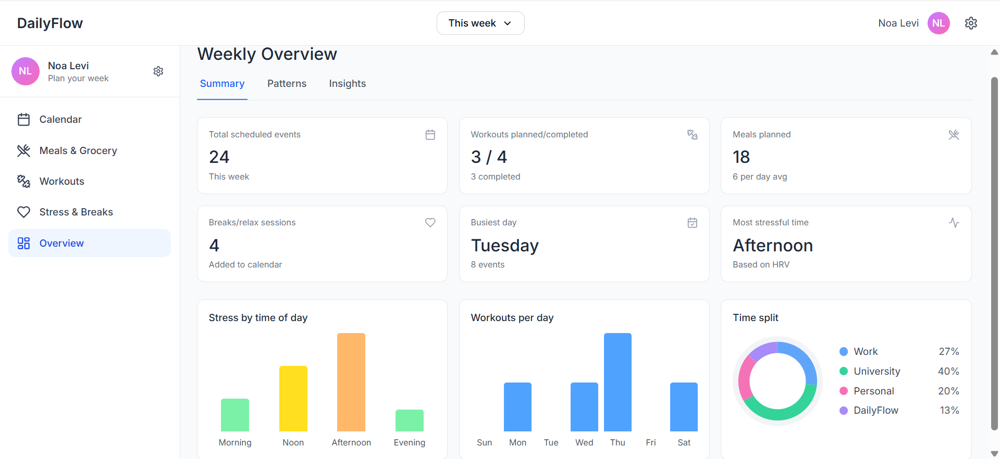 DailyFlow
This week
Noa Levi
NL
NL
Noa Levi
Plan your week
Calendar
Meals & Grocery
Workouts
Stress & Breaks
Overview
Weekly Overview
Summary
Patterns
Insights
Total scheduled events
24
This week
Workouts planned/completed
3 / 4
3 completed
Meals planned
18
6 per day avg
Breaks/relax sessions
4
Added to calendar
Busiest day
Tuesday
8 events
Most stressful time
Afternoon
Based on HRV
Stress by time of day
Morning
Noon
Afternoon
Evening
Workouts per day
Sun
Mon
Tue
Wed
Thu
Fri
Sat
Time split
Work 27%
University 40%
Personal 20%
DailyFlow 13%